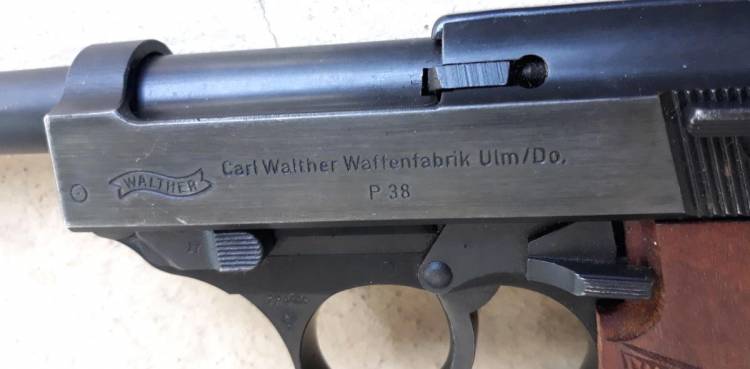 WALTHER
Carl Walther Waffenfabrik Ulm/Do.
P.38